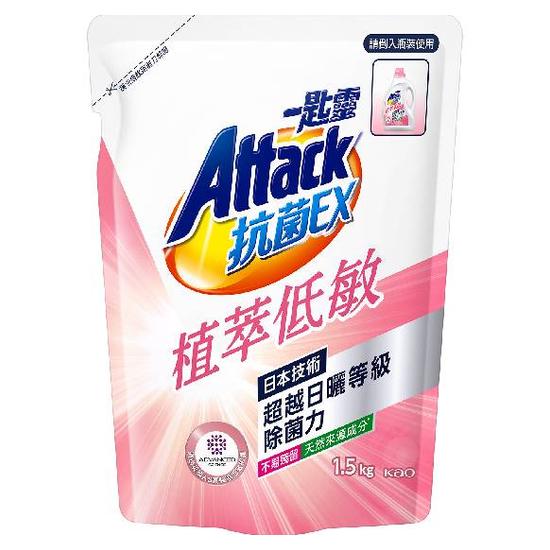 請倒入瓶裝使用
一匙靈
Attack
抗菌EX
植萃低敏
日本技術
超越日曬等級
除菌力
不易殘留 天然來源成分*
ADVANCED
1.5kg Kao